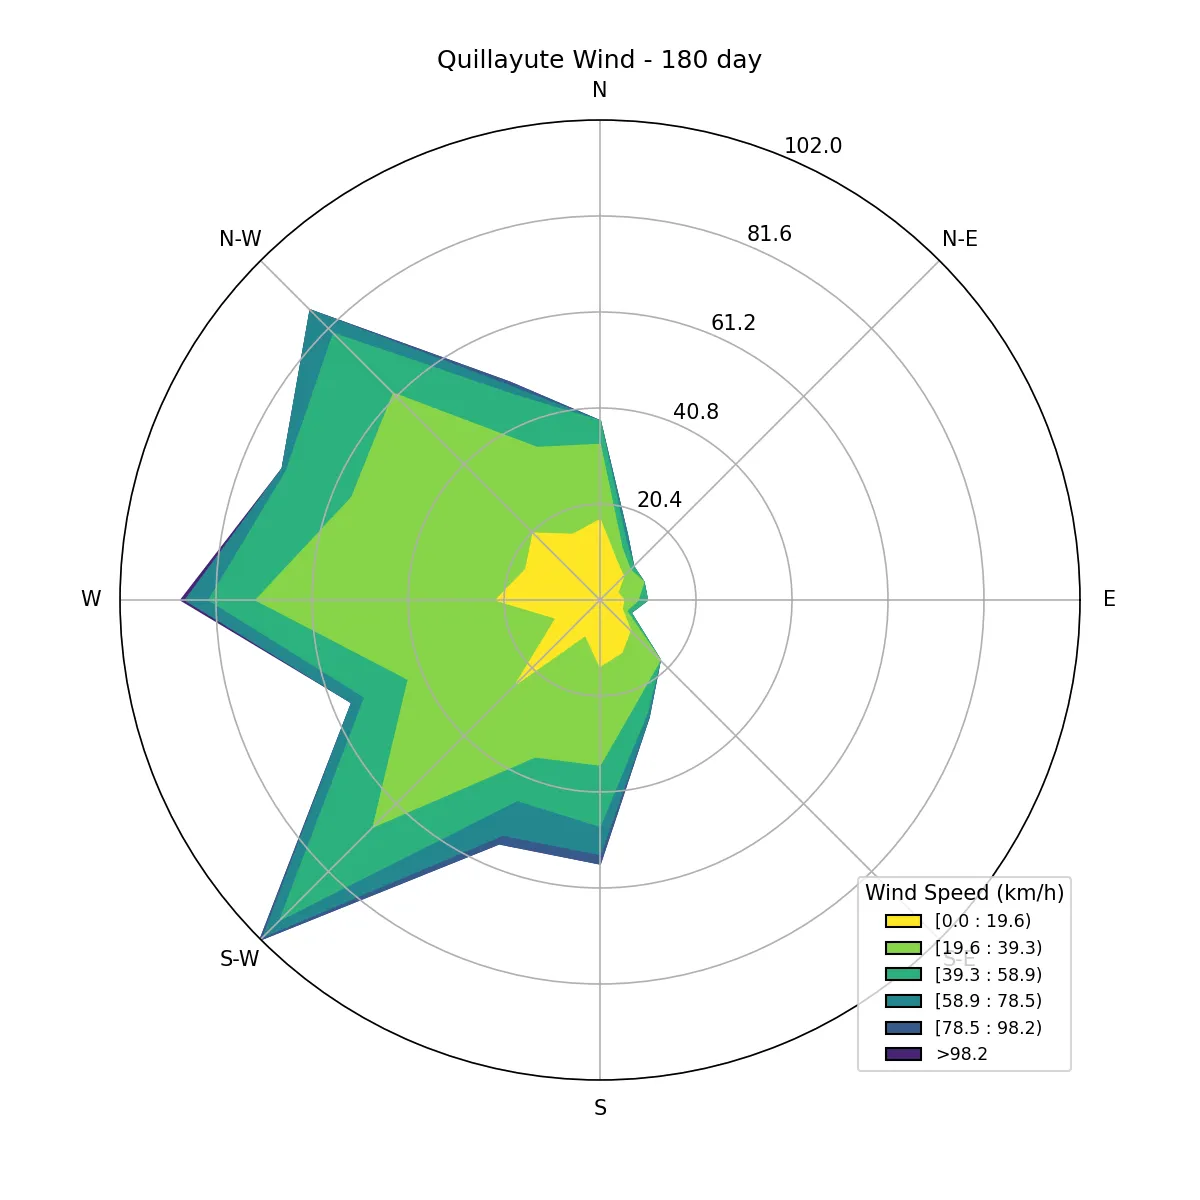 Quillayute Wind - 180 day
N
102.0
N-W
81.6
N-E
61.2
40.8
20.4
W
E
S-W
S-E
S
Wind Speed (km/h)
[0.0 : 19.6)
[19.6 : 39.3)
[39.3 : 58.9)
[58.9 : 78.5)
[78.5 : 98.2)
>98.2